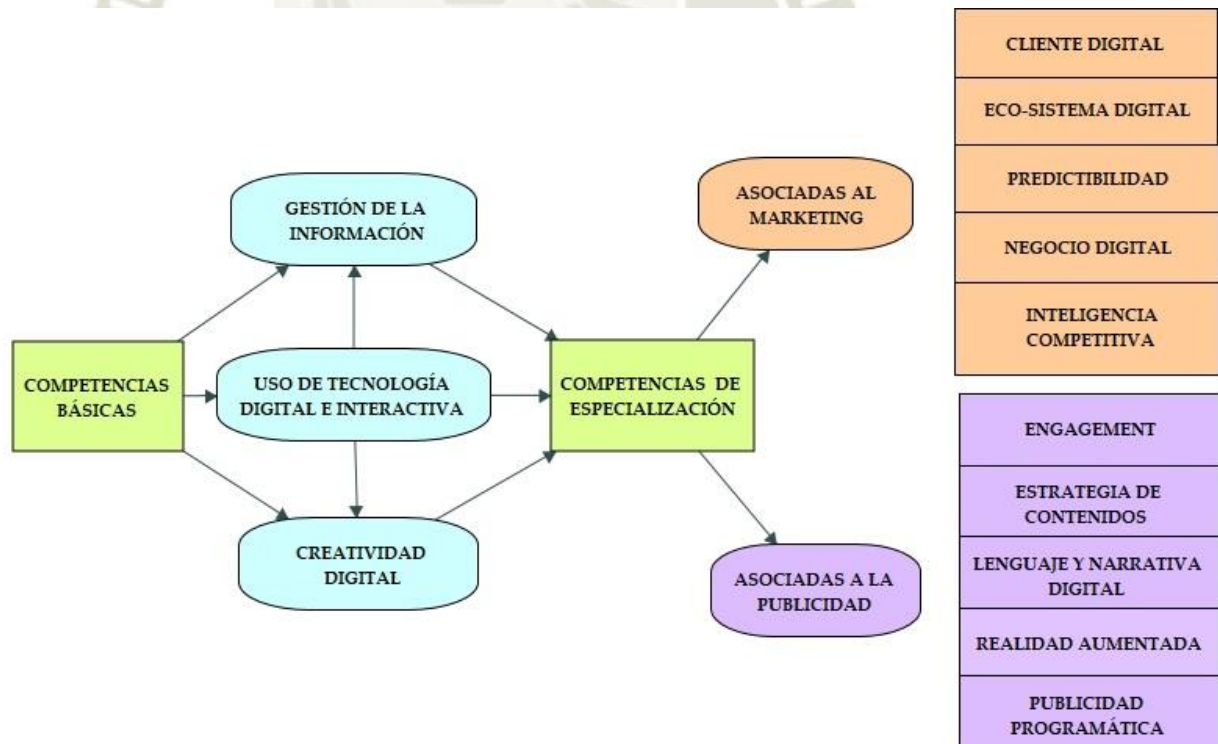 GESTIÓN DE LA
INFORMACIÓN
COMPETENCIAS
BÁSICAS
USO DE TECNOLOGÍA
DIGITAL E INTERACTIVA
CREATIVIDAD
DIGITAL
COMPETENCIAS DE
ESPECIALIZACIÓN
ASOCIADAS AL
MARKETING
ASOCIADAS A LA
PUBLICIDAD
CLIENTE DIGITAL
ECO-SISTEMA DIGITAL
PREDICTIBILIDAD
NEGOCIO DIGITAL
INTELIGENCIA
COMPETITIVA
ENGAGEMENT
ESTRATEGIA DE
CONTENIDOS
LENGUAJE Y NARRATIVA
DIGITAL
REALIDAD AUMENTADA
PUBLICIDAD
PROGRAMÁTICA